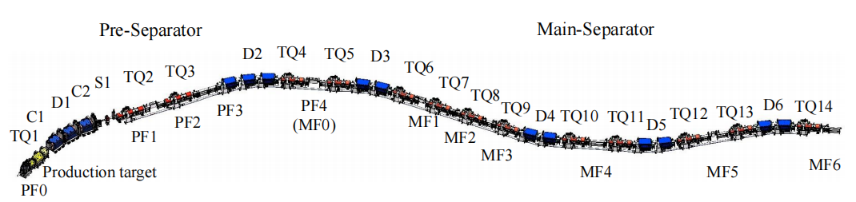 Pre-Separator
Main-Separator
TQ1
C1
D1
C2
S1
TQ2
TQ3
D2
TQ4
TQ5
D3
TQ6
TQ7
TQ8
TQ9
D4
TQ10
TQ11
D5
TQ12
TQ13
D6
TQ14
PF0
Production target
PF1
PF2
PF3
PF4
(MF0)
MF1
MF2
MF3
MF4
MF5
MF6